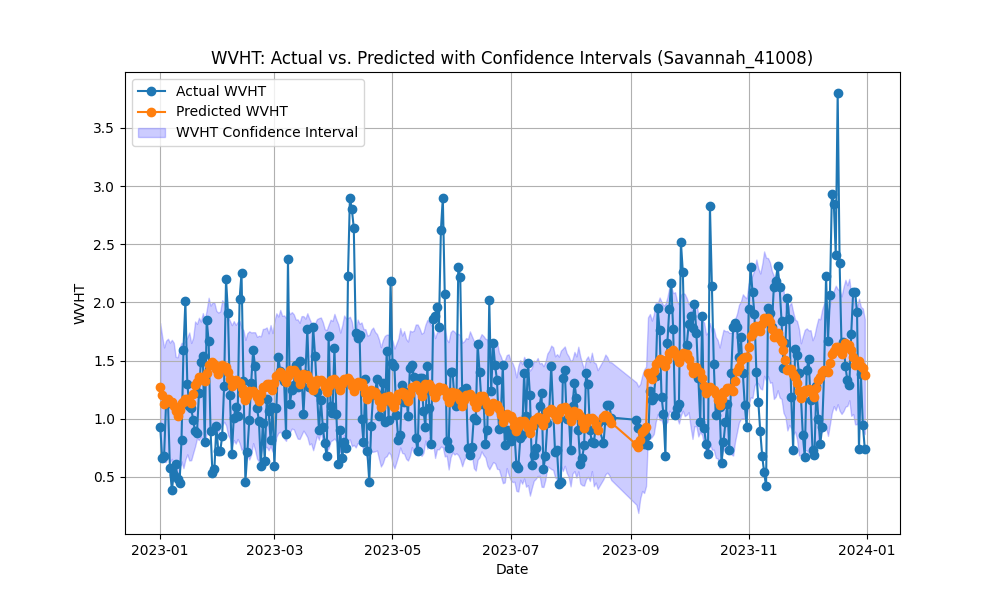 WVHT: Actual vs. Predicted with Confidence Intervals (Savannah_41008)
Actual WVHT
Predicted WVHT
WVHT Confidence Interval
3.5
3.0
2.5
2.0
1.5
1.0
0.5
WVHT
2023-01
2023-03
2023-05
2023-07
2023-09
2023-11
2024-01
Date